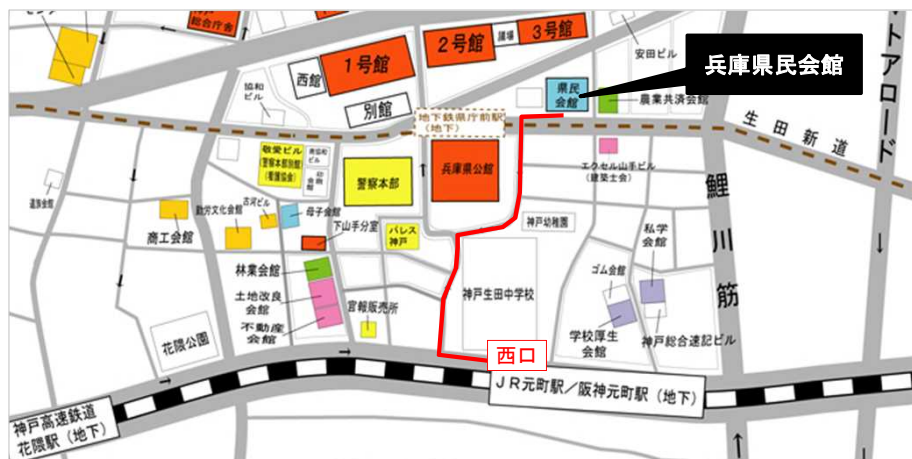 総合庁舎
1号館
2号館
議場
3号館
安田ビル
兵庫県民会館
トアロード
西館
協和
ビル
別館
県民
会館
農業共済会館
地下鉄県庁前駅
(地下)
生田新道
敬愛ビル
(警察本部別館)
(看護協会)
警察本部
兵庫県公館
エクセル山手ビル
(建築士会)
遺族会館
商工会館
勤労文化会館
古河ビル
母子会館
下山手分室
パレス
神戸
神戸幼稚園
私学
会館
鯉川筋
林業会館
土地改良
会館
不動産
会館
官報販売所
神戸生田中学校
ゴム会館
学校厚生
会館
神戸総合速記ビル
花隈公園
西口
JR元町駅/阪神元町駅(地下)
神戸高速鉄道
花隈駅(地下)